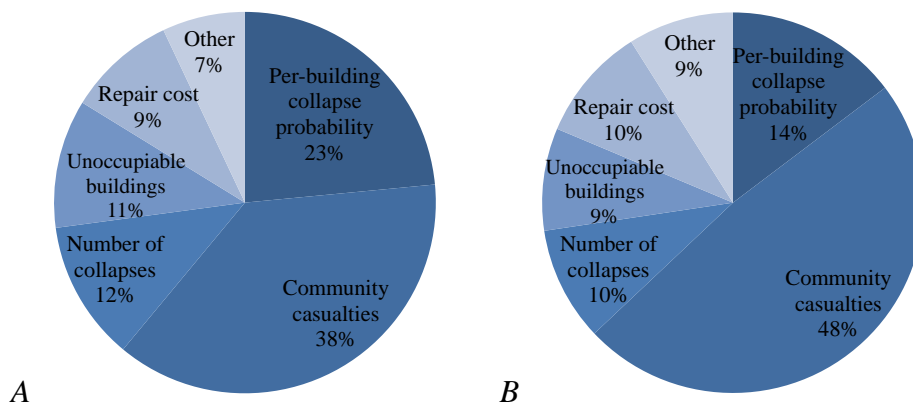 Other
7%
Per-building
collapse
probability
23%
Repair cost
9%
Unoccupiable
buildings
11%
Number of
collapses
12%
Community
casualties
38%
A
Other
9%
Per-building
collapse
probability
14%
Repair cost
10%
Unoccupiable
buildings
9%
Number of
collapses
10%
Community
casualties
48%
B